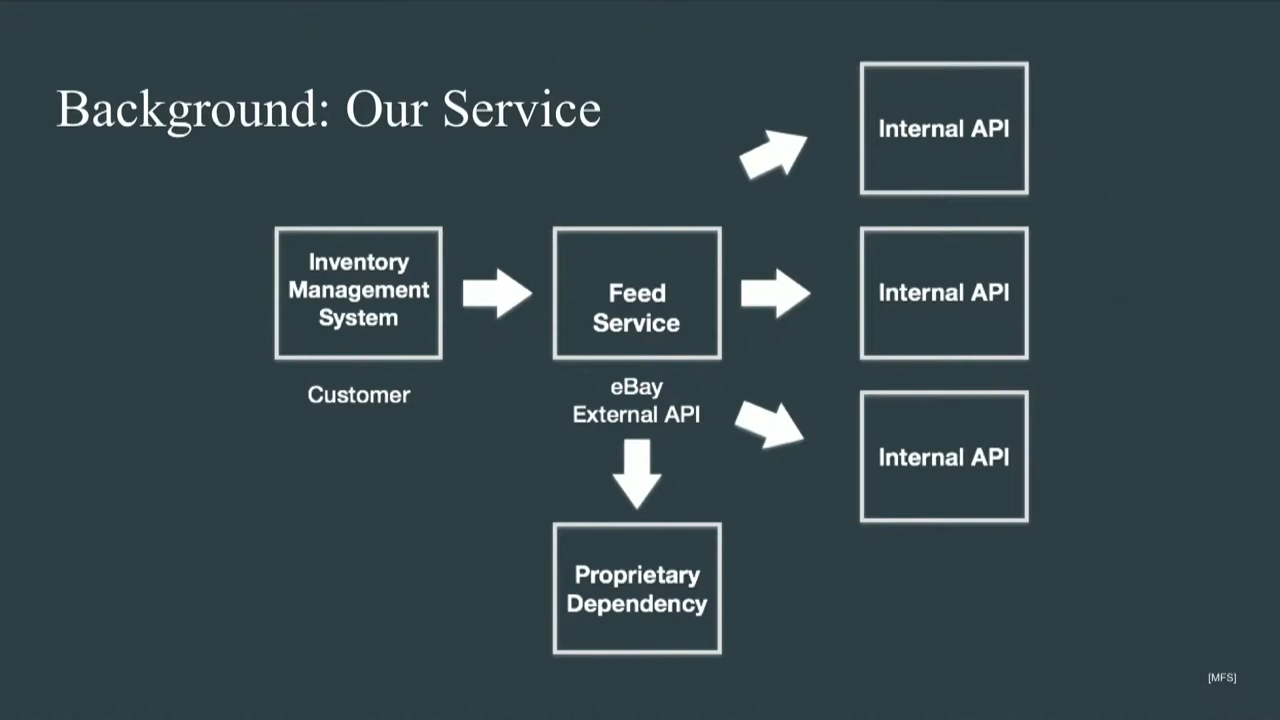 Background: Our Service
Internal API
Inventory
Management
System
Customer
Feed
Service
eBay
External API
Internal API
Internal API
Proprietary
Dependency
[MFS]